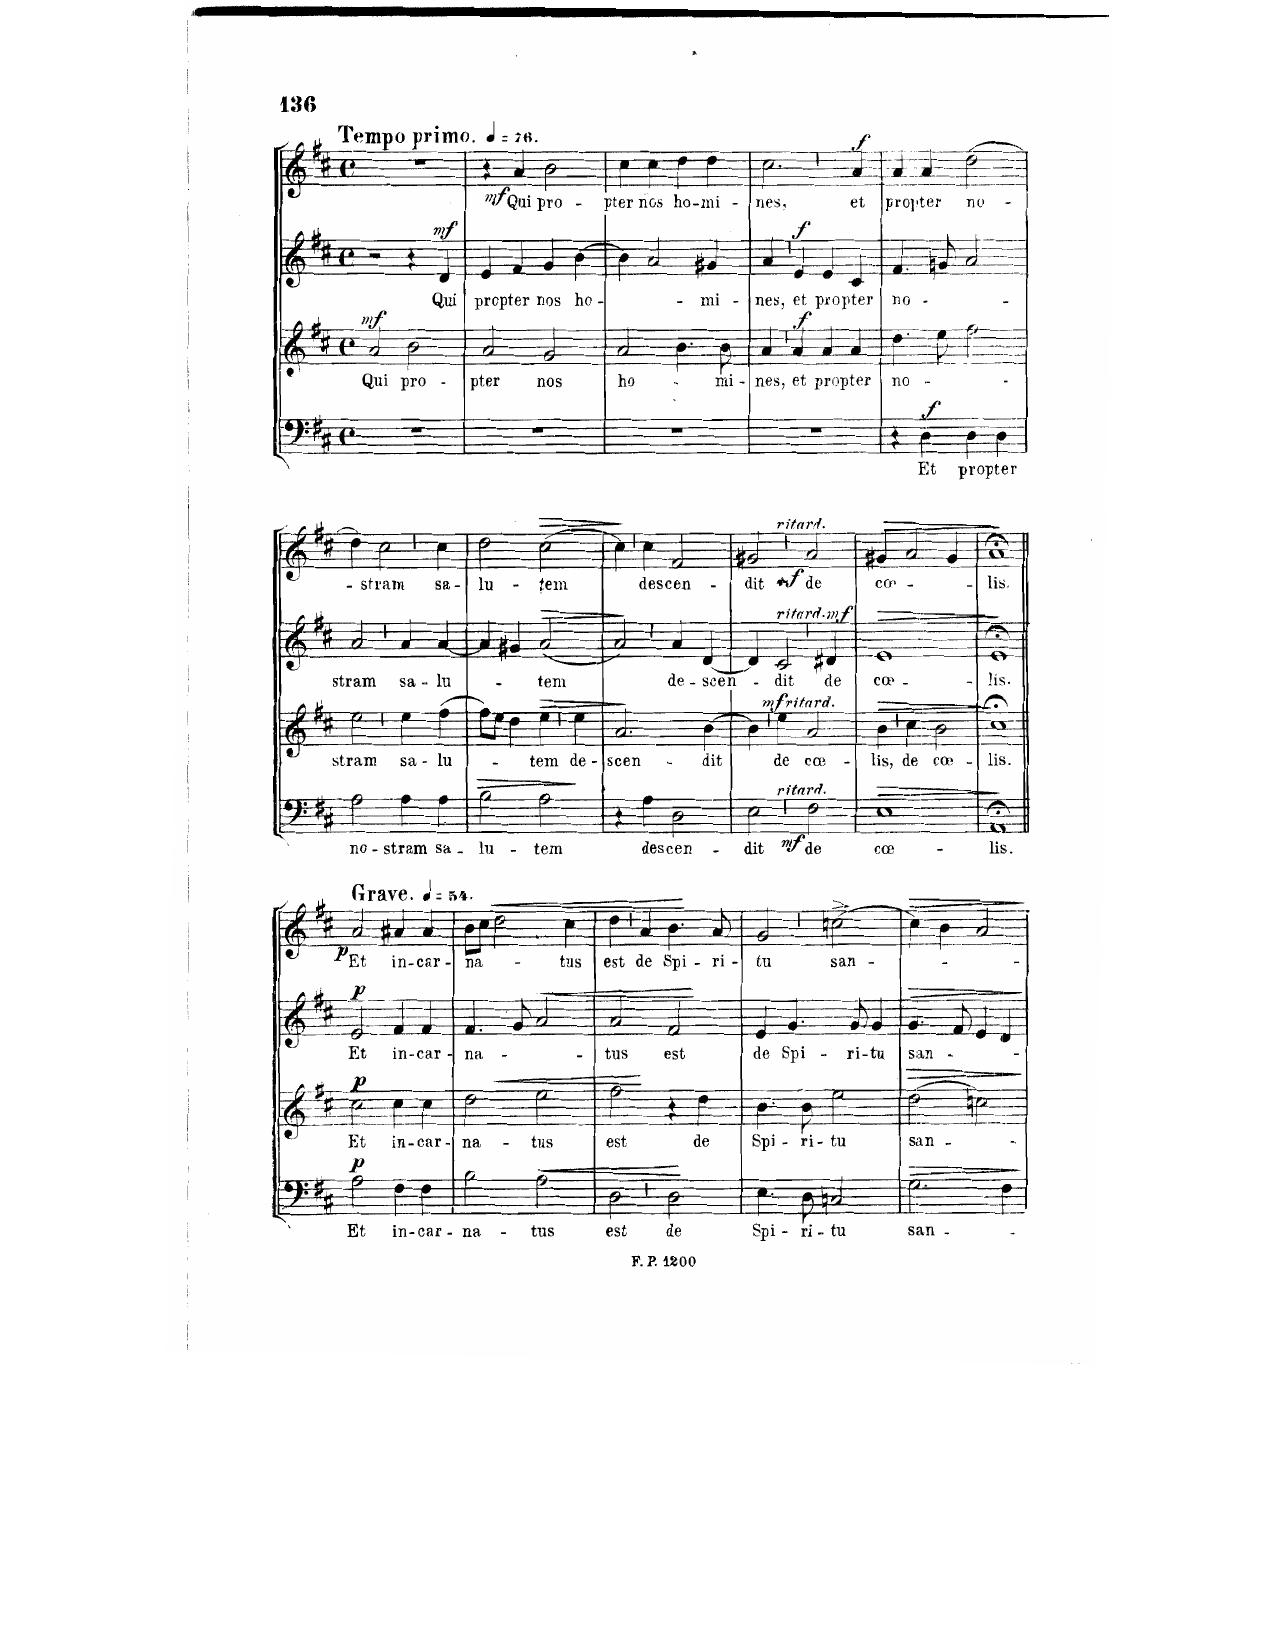 136
Tempo primo. ♩ = 76.
f
mf Qui pro - pter nos ho - mi - nes, et propter no -
mf f
Qui propter nos ho - - mi - nes, et propter no - -
mf f
Qui pro - pter nos ho - mi - nes, et propter no - -
f
Et propter
ritard.
- stram sa - lu - tem descen - dit mf de cœ - - lis.
ritard. mf
stram sa - lu - tem de - scen - dit de cœ - lis.
mf ritard.
stram sa - lu - tem de - scen - dit de cœ - lis, de cœ - lis.
ritard.
no - stram sa - lu - tem descen - dit mf de cœ - lis.
Grave. ♩ = 54.
p Et in - car - na - tus est de Spi - ri - tu san - - -
p
Et in - car - na - - tus est de Spi - ri - tu san - -
p
Et in - car - na - tus est de Spi - ri - tu san - -
p
Et in - car - na - tus est de Spi - ri - tu san - -
F. P. 1200